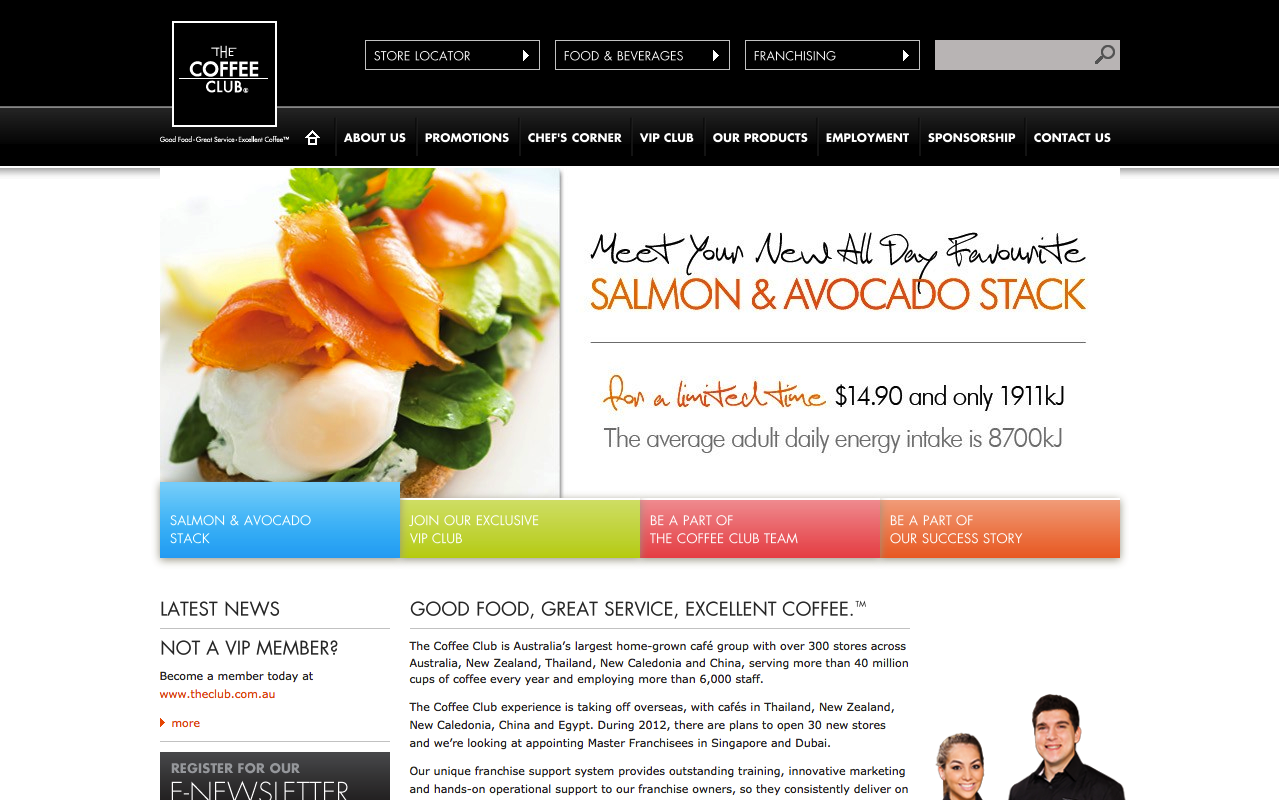 THE
COFFEE
CLUB®
Good Food·Great Service·Excellent Coffee™
STORE LOCATOR
FOOD & BEVERAGES
FRANCHISING
ABOUT US
PROMOTIONS
CHEF'S CORNER
VIP CLUB
OUR PRODUCTS
EMPLOYMENT
SPONSORSHIP
CONTACT US
Meet Your New All Day Favourite
SALMON & AVOCADO STACK
for a limited time $14.90 and only 1911kJ
The average adult daily energy intake is 8700kJ
SALMON & AVOCADO
STACK
JOIN OUR EXCLUSIVE
VIP CLUB
BE A PART OF
THE COFFEE CLUB TEAM
BE A PART OF
OUR SUCCESS STORY
LATEST NEWS
NOT A VIP MEMBER?
Become a member today at
www.theclub.com.au
more
REGISTER FOR OUR
E-NEWSLETTER
GOOD FOOD, GREAT SERVICE, EXCELLENT COFFEE.™
The Coffee Club is Australia's largest home-grown café group with over 300 stores across
Australia, New Zealand, Thailand, New Caledonia and China, serving more than 40 million
cups of coffee every year and employing more than 6,000 staff.
The Coffee Club experience is taking off overseas, with cafés in Thailand, New Zealand,
New Caledonia, China and Egypt. During 2012, there are plans to open 30 new stores
and we're looking at appointing Master Franchisees in Singapore and Dubai.
Our unique franchise support system provides outstanding training, innovative marketing
and hands-on operational support to our franchise owners, so they consistently deliver on